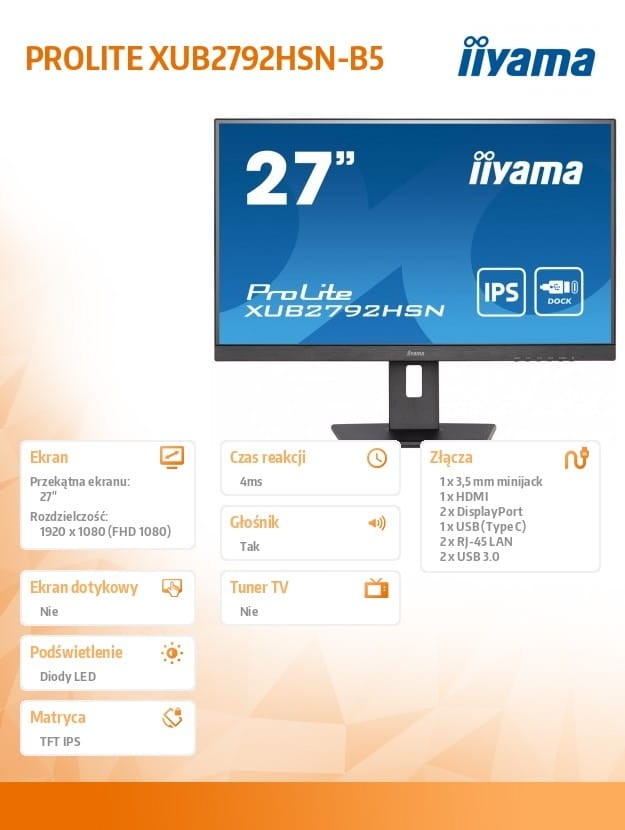 PROLITE XUB2792HSN-B5
iiyama
27”
iiyama
ProLite
XUB2792HSN
IPS
DOCK
iiyama
Ekran
Przekątna ekranu:
27"
Rozdzielczość:
1920 x 1080 (FHD 1080)
Czas reakcji
4ms
Głośnik
Tak
Złącza
1 x 3,5 mm minijack
1 x HDMI
2 x DisplayPort
1 x USB (Type C)
2 x RJ-45 LAN
2 x USB 3.0
Ekran dotykowy
Nie
Tuner TV
Nie
Podświetlenie
Diody LED
Matryca
TFT IPS